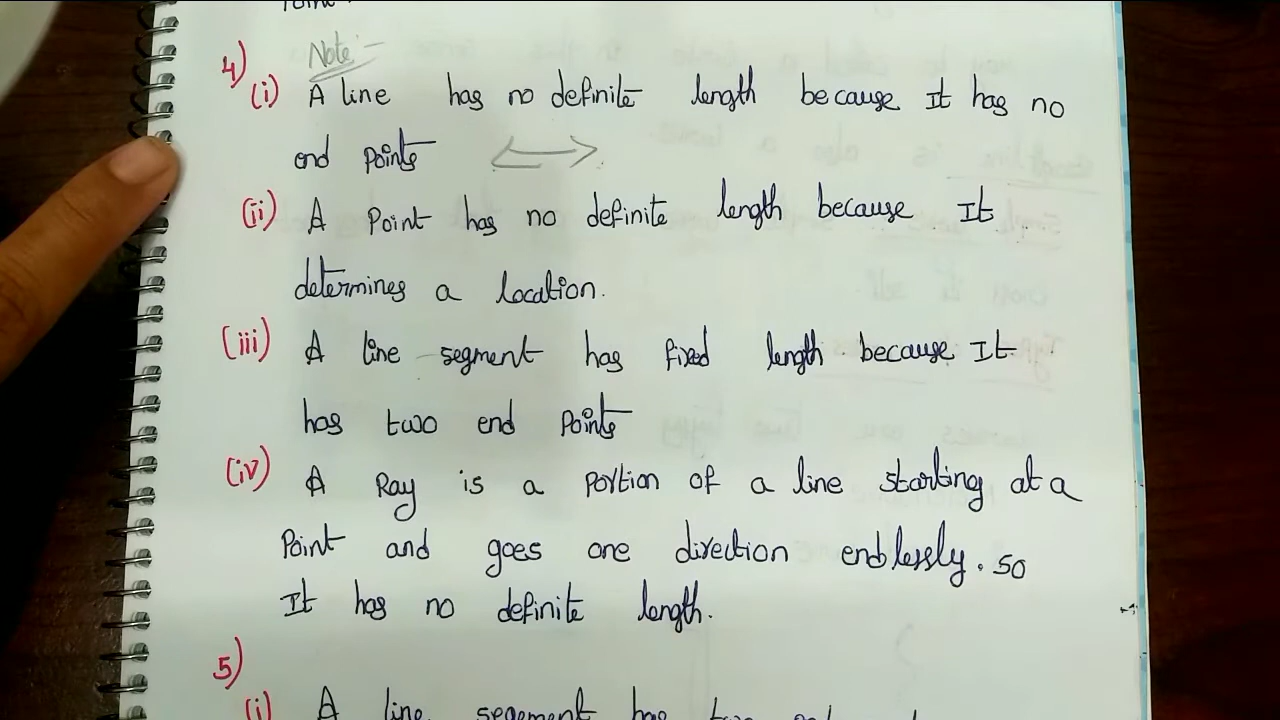 4)
Note :-
(i) A line has no definite length because It has no
end points
(ii) A Point has no definite length because It
determines a location.
(iii) A line segment has fixed length because It
has two end points
(iv) A Ray is a portion of a line starting at a
Point and goes one direction endlessly. so
It has no definite length.
5)
(i) A line segment has two